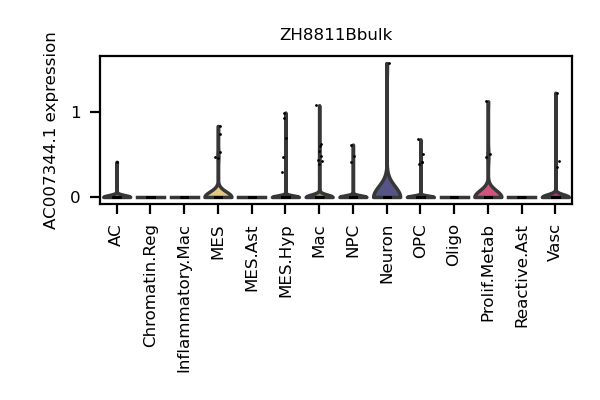 ZH8811Bbulk
AC007344.1 expression
1
0
AC
Chromatin.Reg
Inflammatory.Mac
MES
MES.Ast
MES.Hyp
Mac
NPC
Neuron
OPC
Oligo
Prolif.Metab
Reactive.Ast
Vasc